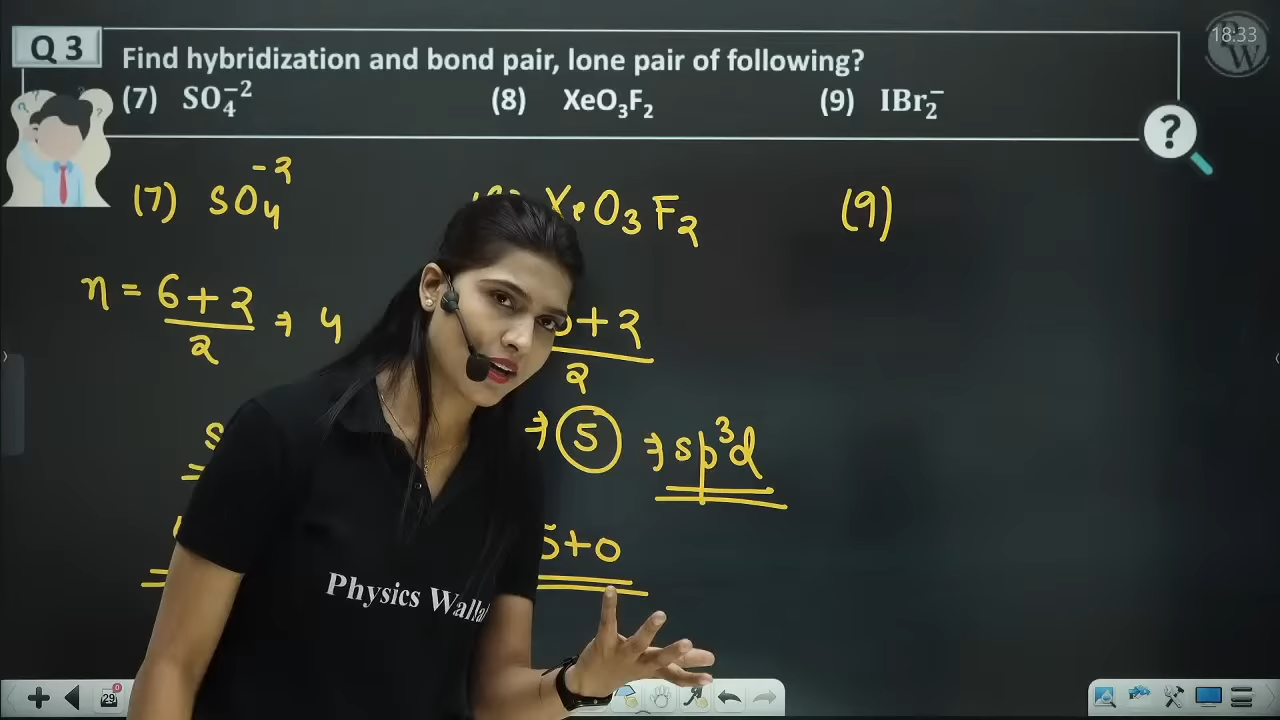 Q 3
Find hybridization and bond pair, lone pair of following?
(7) SO₄⁻² (8) XeO₃F₂ (9) IBr₂⁻
18:33
?
(7) SO₄⁻² XeO₃F₂ (9)
η = 6+2/2 ⇒ 4
+2/2
⇒ 5 ⇒ sp³d
5+0
Physics Walla
29